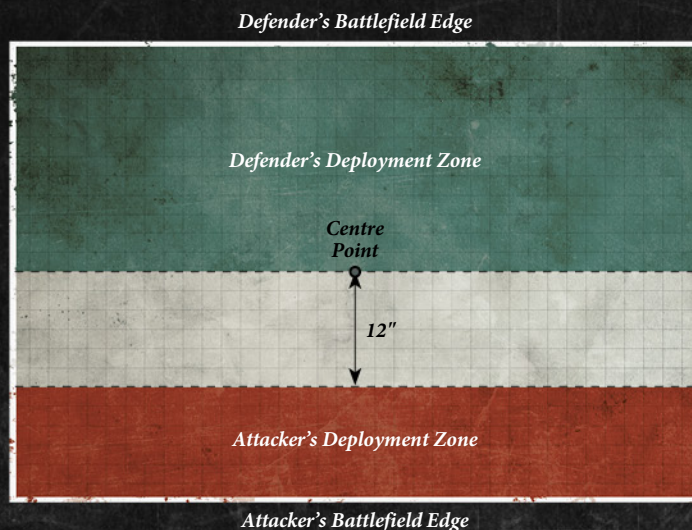 Defender’s Battlefield Edge
Defender’s Deployment Zone
Centre
Point
12"
Attacker’s Deployment Zone
Attacker’s Battlefield Edge